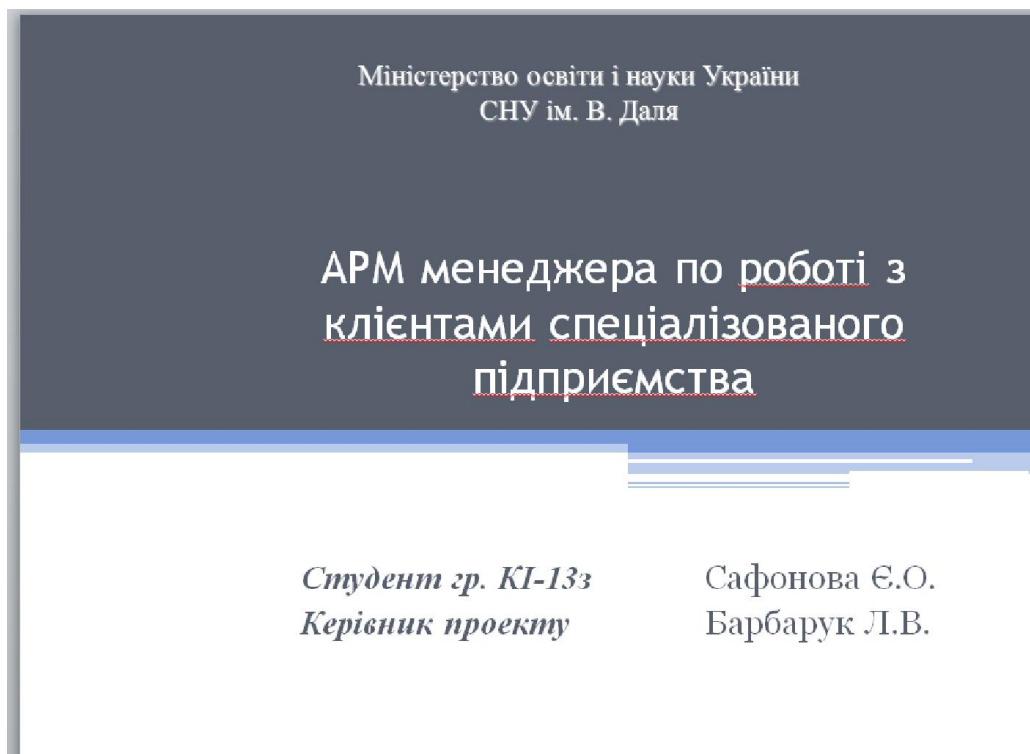 Міністерство освіти і науки України
СНУ ім. В. Даля
АРМ менеджера по роботі з
клієнтами спеціалізованого
підприємства
Студент гр. КІ-13з Сафонова Є.О.
Керівник проекту Барбарук Л.В.